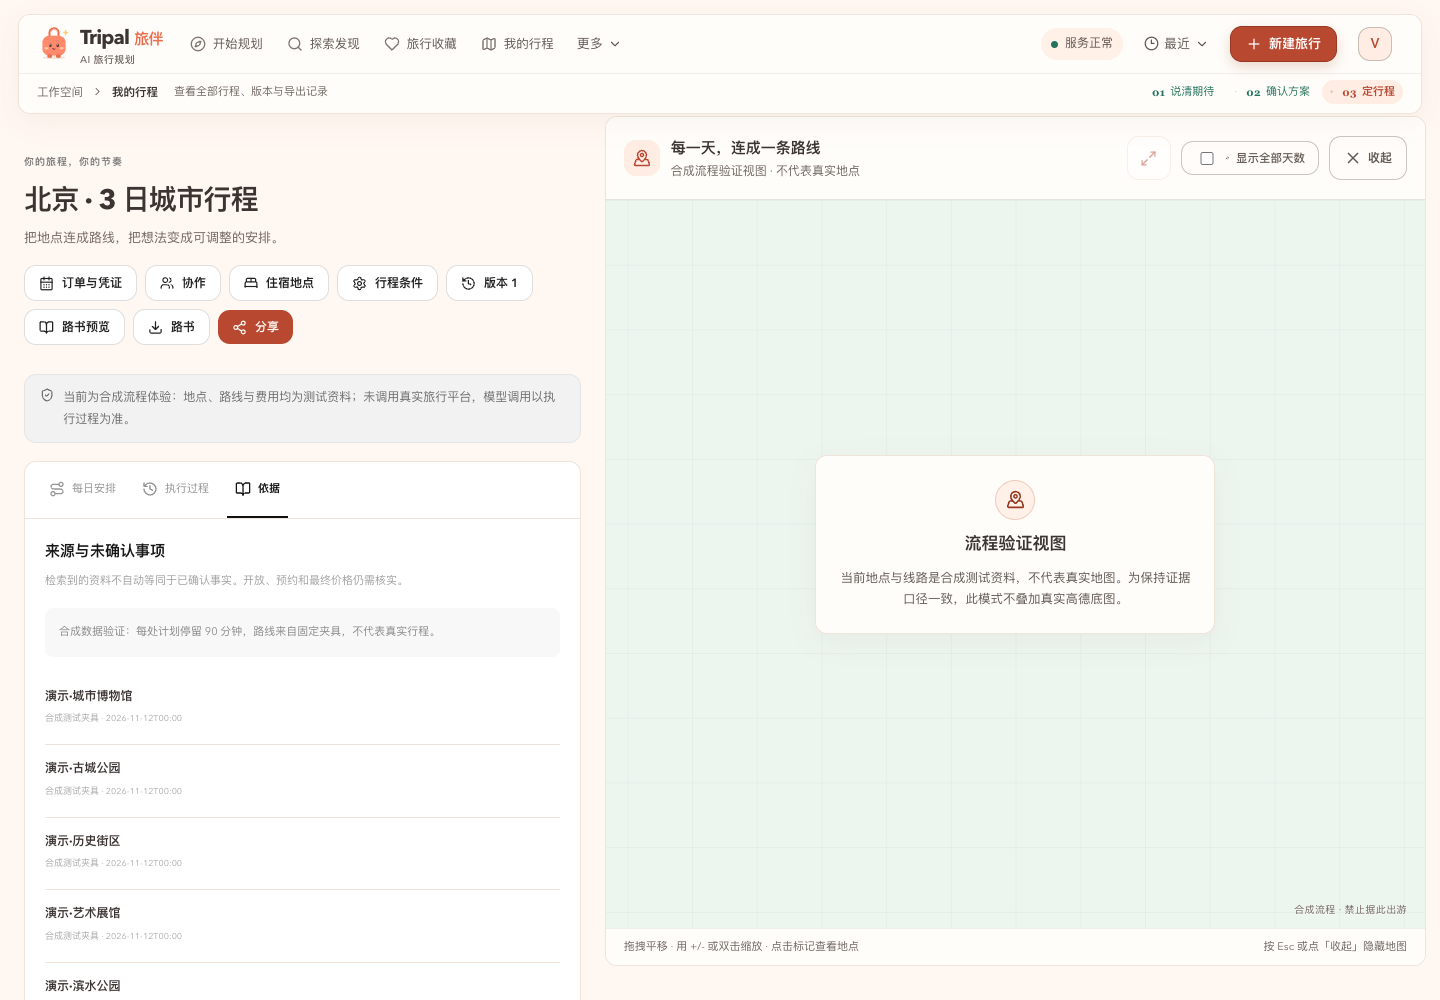 Tripal 旅伴
AI 旅行规划
开始规划
探索发现
旅行收藏
我的行程
更多
服务正常
最近
新建旅行
V
工作空间
我的行程
查看全部行程、版本与导出记录
01 说清期待
02 确认方案
03 定行程
你的旅程，你的节奏
北京 · 3 日城市行程
把地点连成路线，把想法变成可调整的安排。
订单与凭证
协作
住宿地点
行程条件
版本 1
路书预览
路书
分享
当前为合成流程体验：地点、路线与费用均为测试资料；未调用真实旅行平台，模型调用以执
行过程为准。
每日安排
执行过程
依据
来源与未确认事项
检索到的资料不自动等同于已确认事实。开放、预约和最终价格仍需核实。
合成数据验证：每处计划停留 90 分钟，路线来自固定夹具，不代表真实行程。
演示·城市博物馆
合成测试夹具 · 2026-11-12T00:00
演示·古城公园
合成测试夹具 · 2026-11-12T00:00
演示·历史街区
合成测试夹具 · 2026-11-12T00:00
演示·艺术展馆
合成测试夹具 · 2026-11-12T00:00
演示·滨水公园
每一天，连成一条路线
合成流程验证视图 · 不代表真实地点
显示全部天数
收起
流程验证视图
当前地点与线路是合成测试资料，不代表真实地图。为保持证据
口径一致，此模式不叠加真实高德底图。
合成流程 · 禁止据此出游
拖拽平移 · 用 +/- 或双击缩放 · 点击标记查看地点
按 Esc 或点「收起」隐藏地图